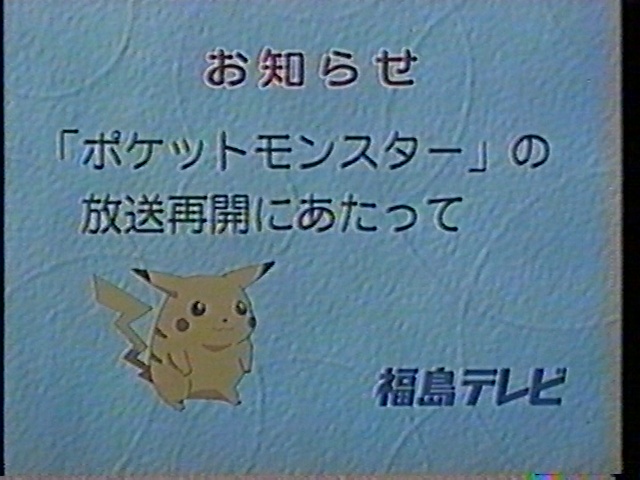 お知らせ
「ポケットモンスター」の
放送再開にあたって
福島テレビ